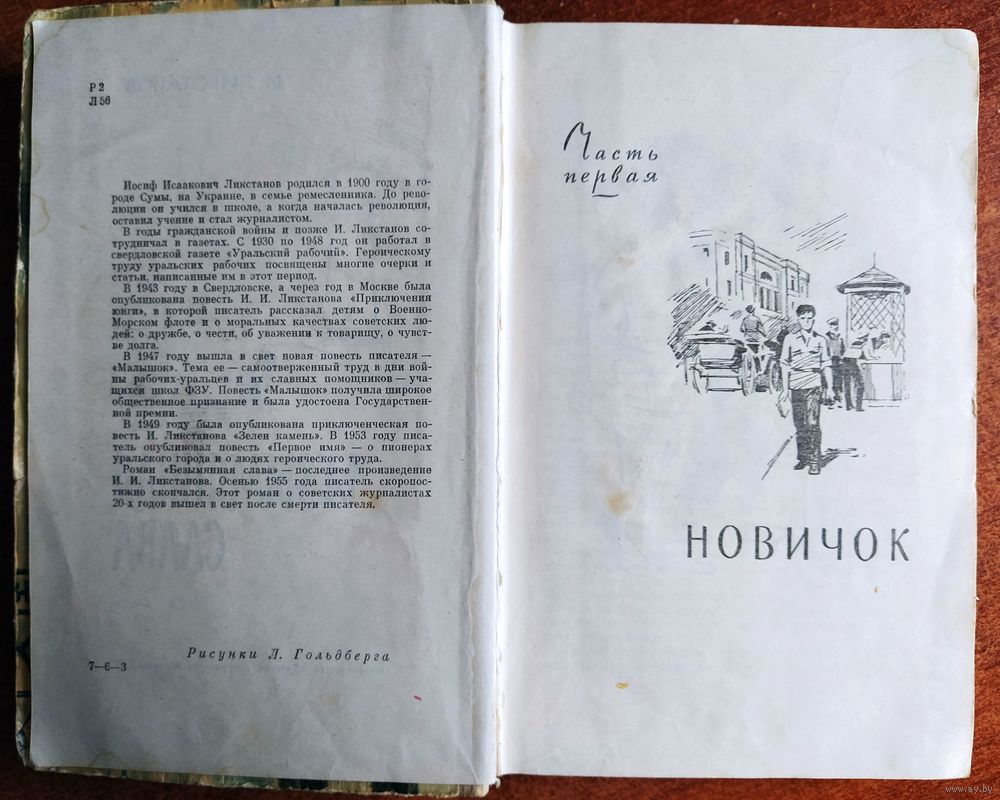 Р2
Л56
Иосиф Исаакович Ликстанов родился в 1900 году в го-
роде Сумы, на Украине, в семье ремесленника. До рево-
люции он учился в школе, а когда началась революция,
оставил учение и стал журналистом.
В годы гражданской войны и позже И. Ликстанов со-
трудничал в газетах. С 1930 по 1948 год он работал в
свердловской газете «Уральский рабочий». Героическому
труду уральских рабочих посвящены многие очерки и
статьи, написанные им в этот период.
В 1943 году в Свердловске, а через год в Москве была
опубликована повесть И. И. Ликстанова «Приключения
юнги», в которой писатель рассказал детям о Военно-
Морском флоте и о моральных качествах советских лю-
дей: о дружбе, о чести, об уважении к товарищу, о чувст-
ве долга.
В 1947 году вышла в свет новая повесть писателя —
«Малышок». Тема ее — самоотверженный труд в дни вой-
ны рабочих-уральцев и их славных помощников — уча-
щихся школ ФЗУ. Повесть «Малышок» получила широкое
общественное признание и была удостоена Государствен-
ной премии.
В 1949 году была опубликована приключенческая по-
весть И. Ликстанова «Зелен камень». В 1953 году писа-
тель опубликовал повесть «Первое имя» — о пионерах
уральского города и о людях героического труда.
Роман «Безымянная слава» — последнее произведение
И. И. Ликстанова. Осенью 1955 года писатель скоропос-
тижно скончался. Этот роман о советских журналистах
20-х годов вышел в свет после смерти писателя.
Рисунки Л. Гольдберга
7—6—3
Часть
первая
НОВИЧОК
www.ay.by